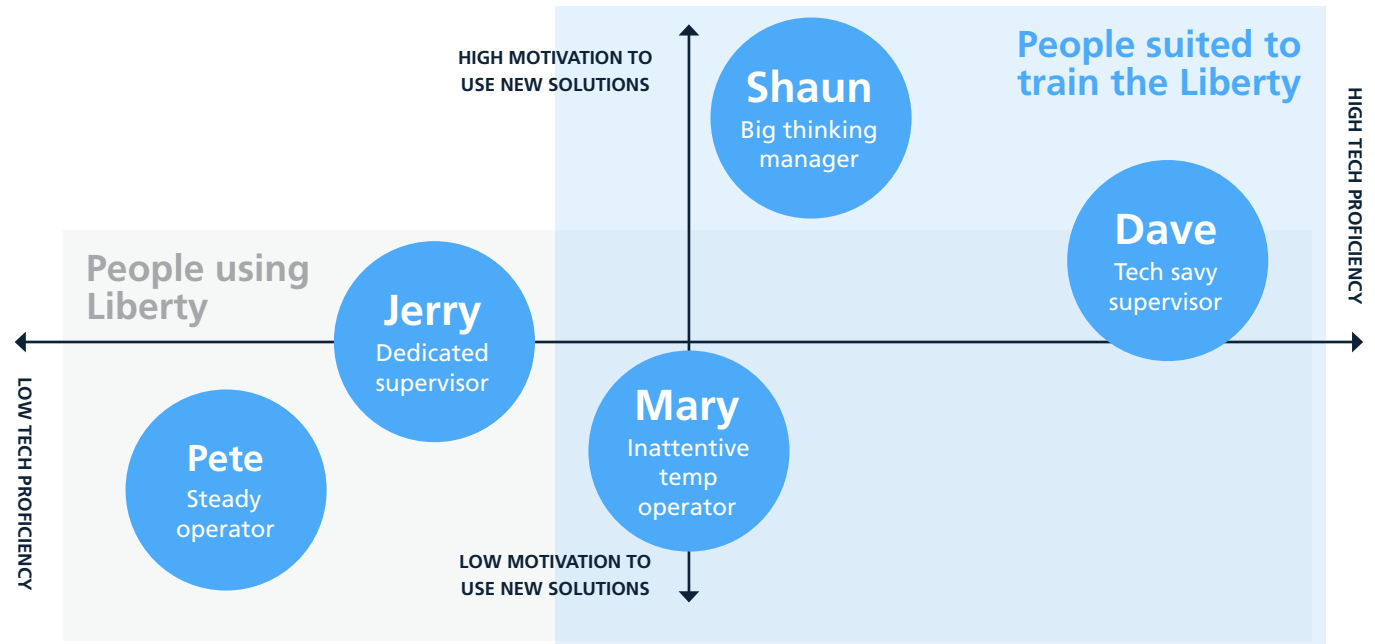 HIGH MOTIVATION TO
USE NEW SOLUTIONS
People suited to
train the Liberty
Shaun
Big thinking
manager
HIGH TECH PROFICIENCY
Dave
Tech savy
supervisor
People using
Liberty
Jerry
Dedicated
supervisor
LOW TECH PROFICIENCY
Mary
Inattentive
temp
operator
Pete
Steady
operator
LOW MOTIVATION TO
USE NEW SOLUTIONS